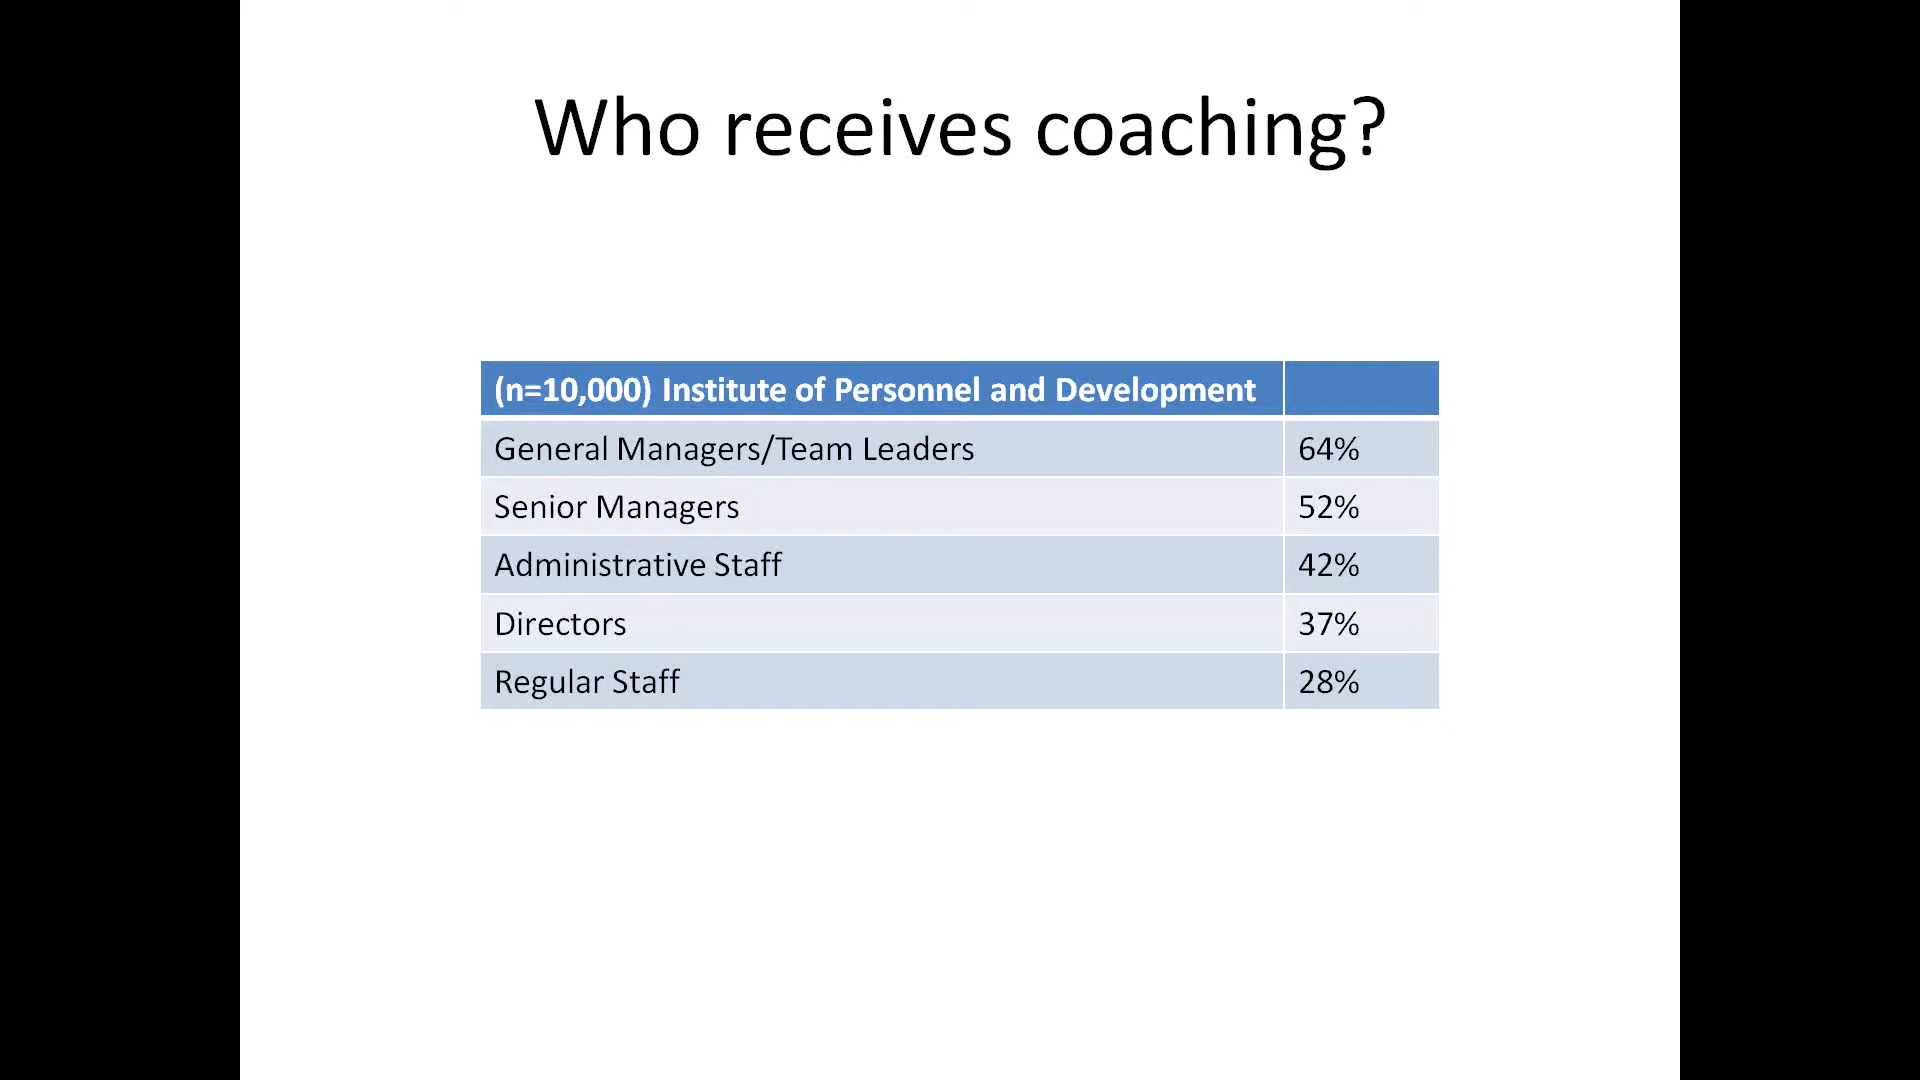 Who receives coaching?
(n=10,000) Institute of Personnel and Development
General Managers/Team Leaders 64%
Senior Managers 52%
Administrative Staff 42%
Directors 37%
Regular Staff 28%